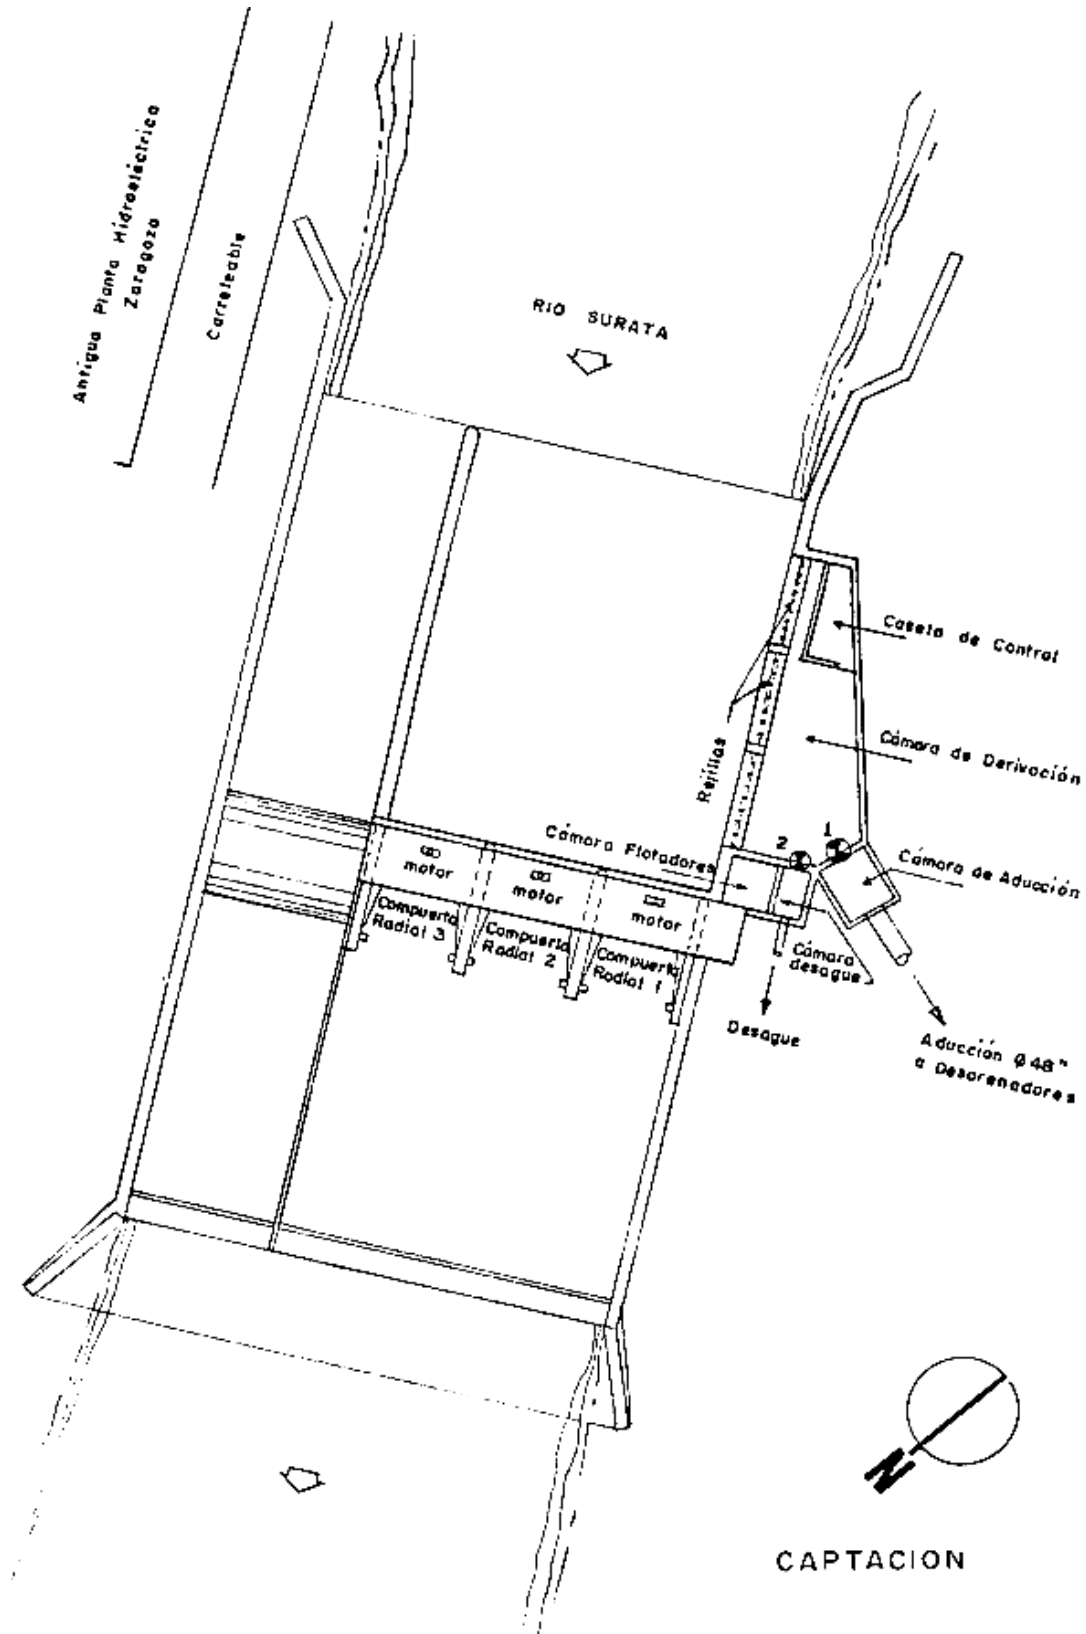 Antigua Planta Hidroeléctrica
Zaragoza
Carreteable
RIO SURATA
Caseta de Control
Cámara de Derivación
Rejillas
Cámara Flotadores
2
1
Cámara de Aducción
motor
motor
motor
Compuerta
Radial 3
Compuerta
Radial 2
Compuerta
Radial 1
Cámara
desague
Desague
Aducción Ø 48"
a Desarenadores
N
CAPTACION